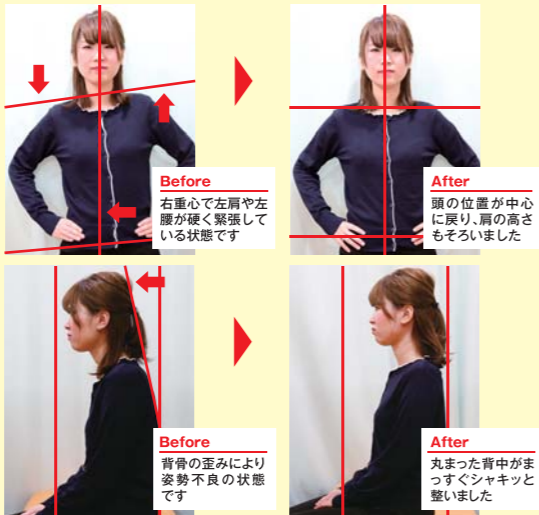 Before
右重心で左肩や左
腰が硬く緊張して
いる状態です
After
頭の位置が中心
に戻り、肩の高さ
もそろいました
Before
背骨の歪みにより
姿勢不良の状態
です
After
丸まった背中がま
っすぐシャキッと
整いました